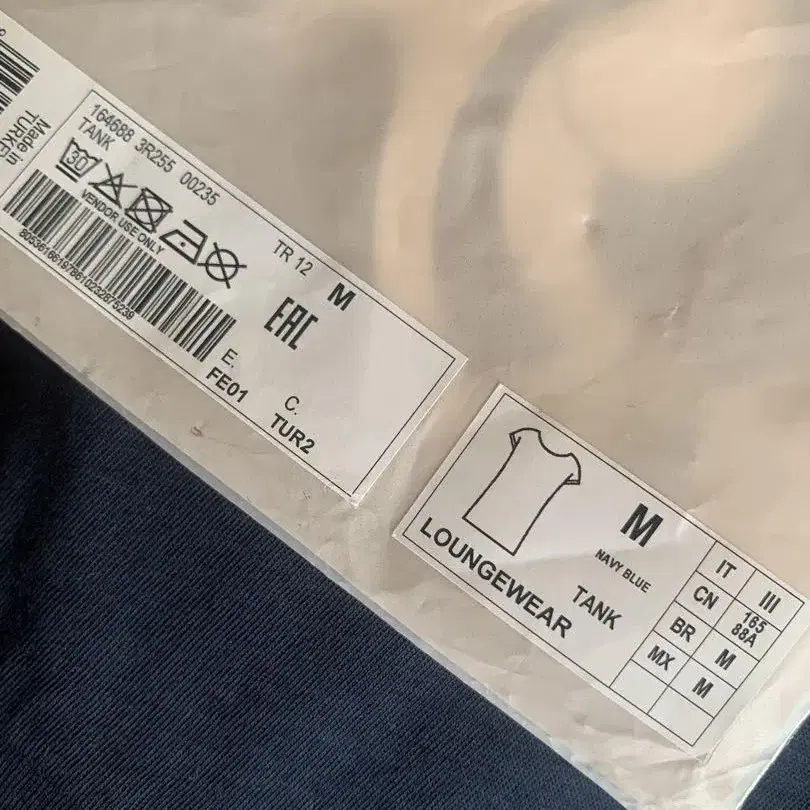 Made in
164688 3R255 00235
TANK
30
VENDOR USE ONLY
TR 12
M
EAC
E.
FE01
C.
TUR2
M
NAVY BLUE
LOUNGEWEAR
TANK
IT III
CN 165 88A
BR M
MX M